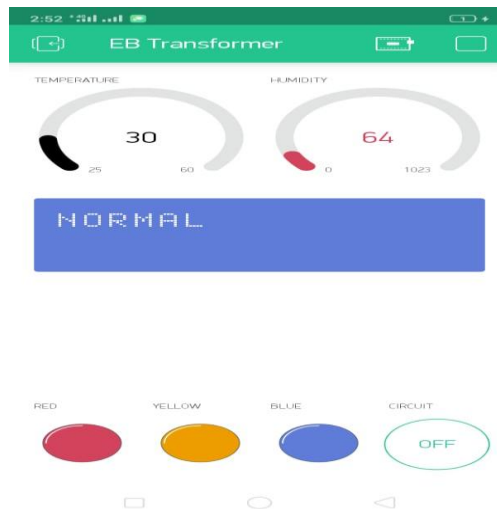 2:52
EB Transformer
TEMPERATURE HUMIDITY
30 64
25 60 0 1023
NORMAL
RED YELLOW BLUE CIRCUIT
OFF